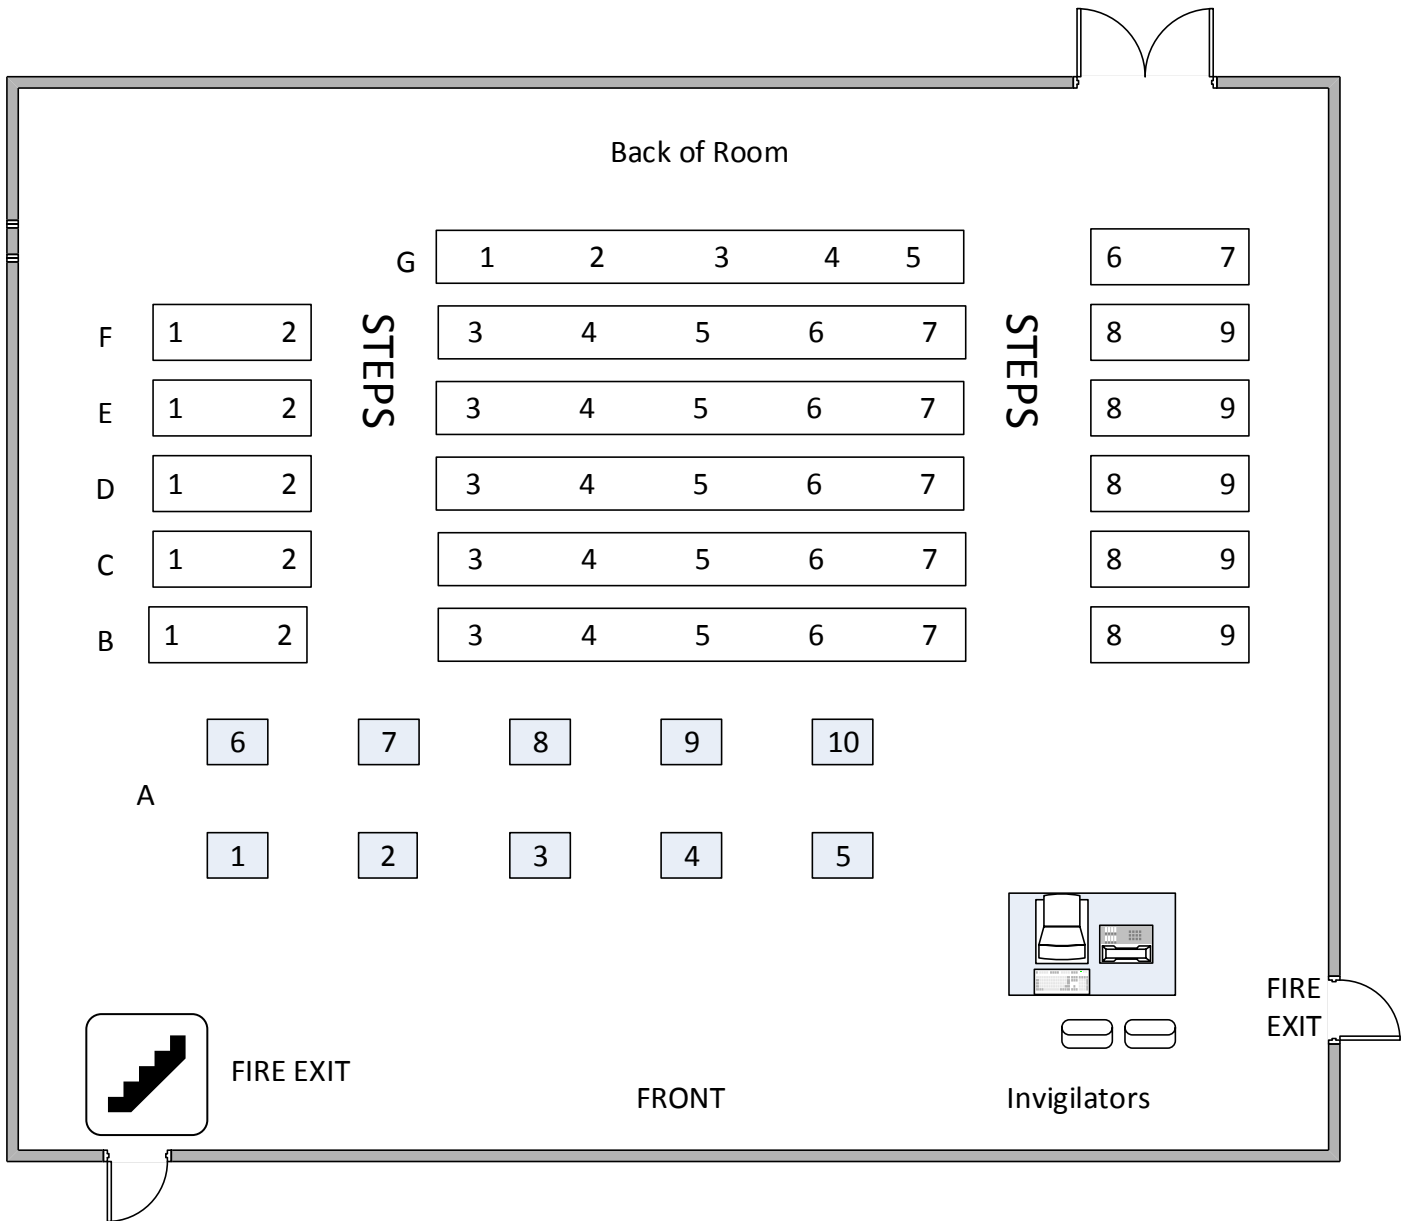 Back of Room
G 1 2 3 4 5 6 7
F 1 2 STEPS 3 4 5 6 7 STEPS 8 9
E 1 2 3 4 5 6 7 8 9
D 1 2 3 4 5 6 7 8 9
C 1 2 3 4 5 6 7 8 9
B 1 2 3 4 5 6 7 8 9
6 7 8 9 10
A
1 2 3 4 5
FIRE
EXIT
FIRE EXIT
FRONT
Invigilators